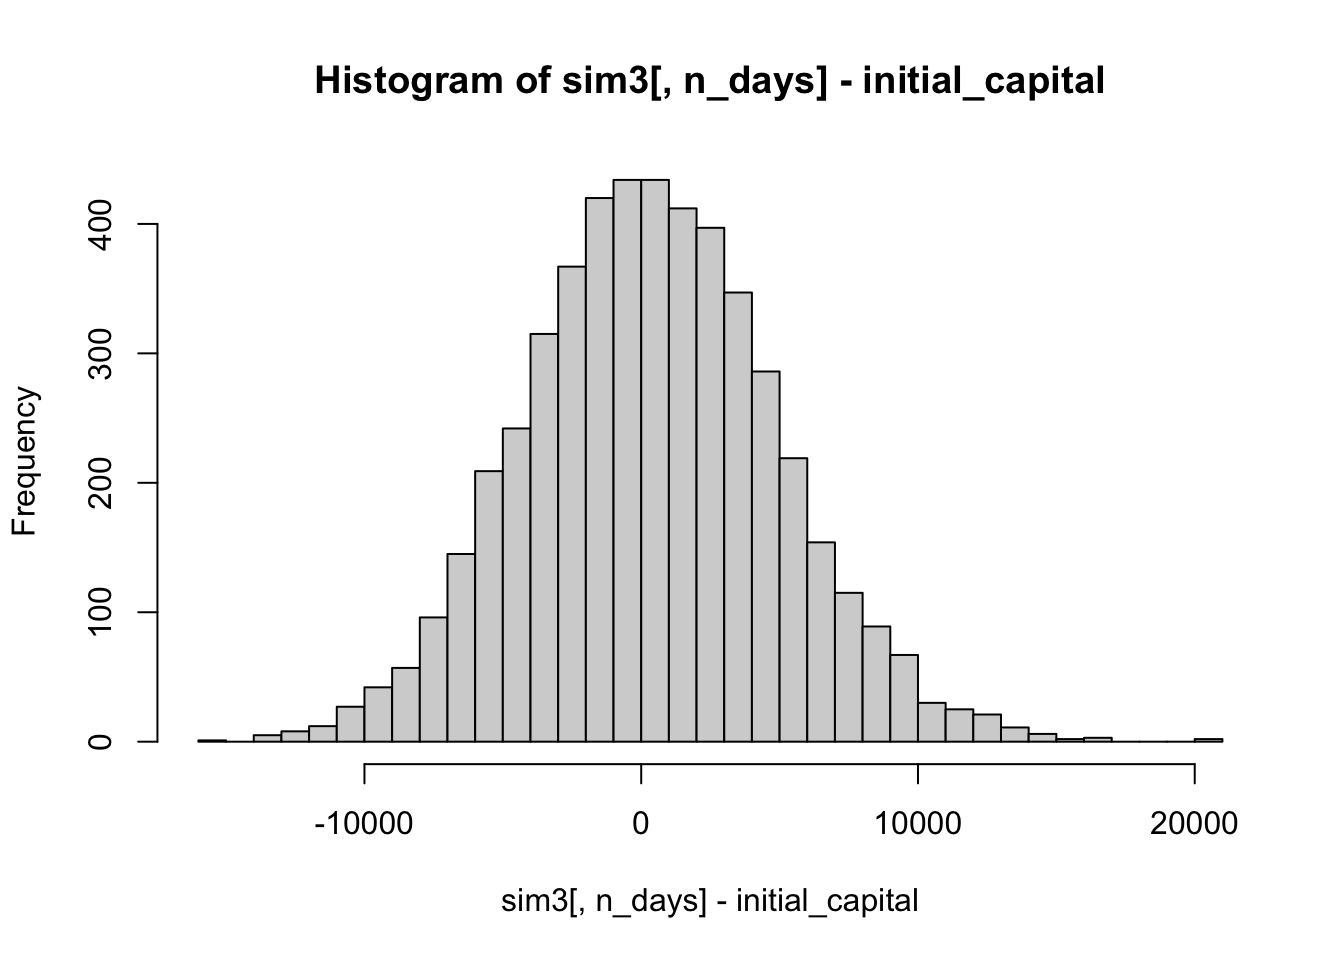 Histogram of sim3[, n_days] - initial_capital
Frequency
400
300
200
100
0
-10000 0 10000 20000
sim3[, n_days] - initial_capital